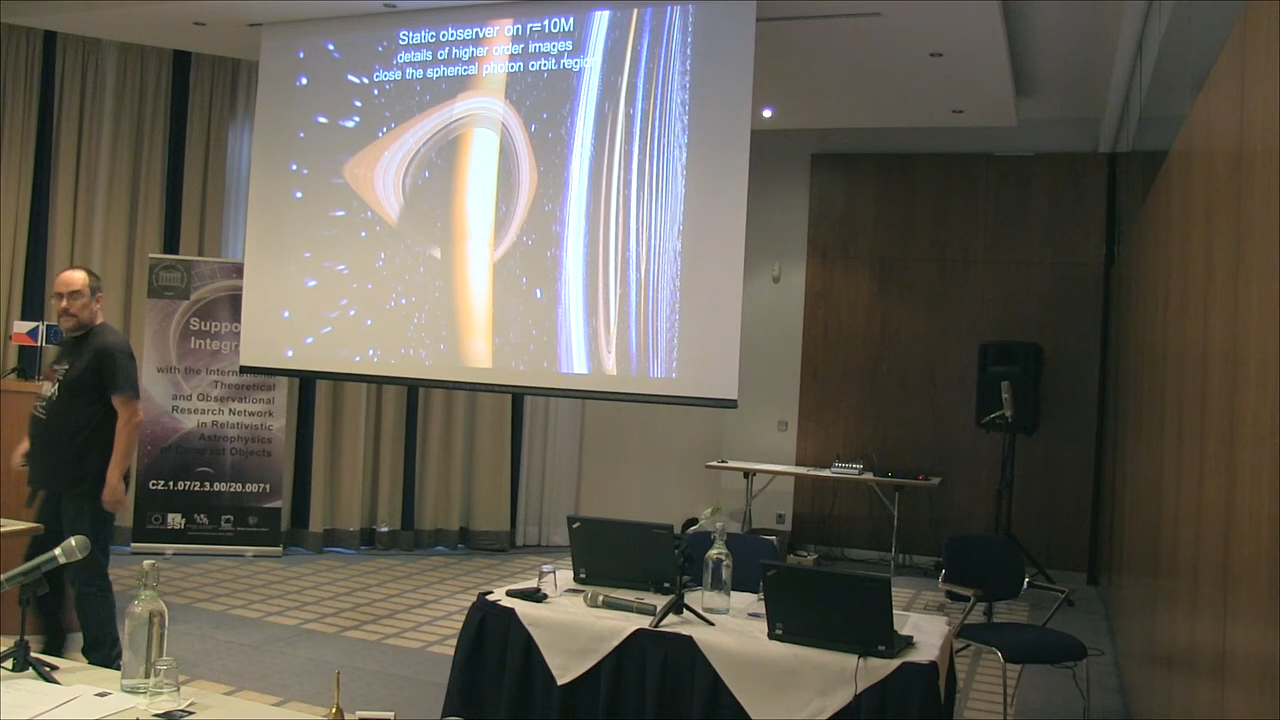 Static observer on r=10M
details of higher order images
close the spherical photon orbit region
Suppo
Integra
with the International
Theoretical
and Observational
Research Network
in Relativistic
Astrophysics
of Compact Objects
CZ.1.07/2.3.00/20.0071
esf